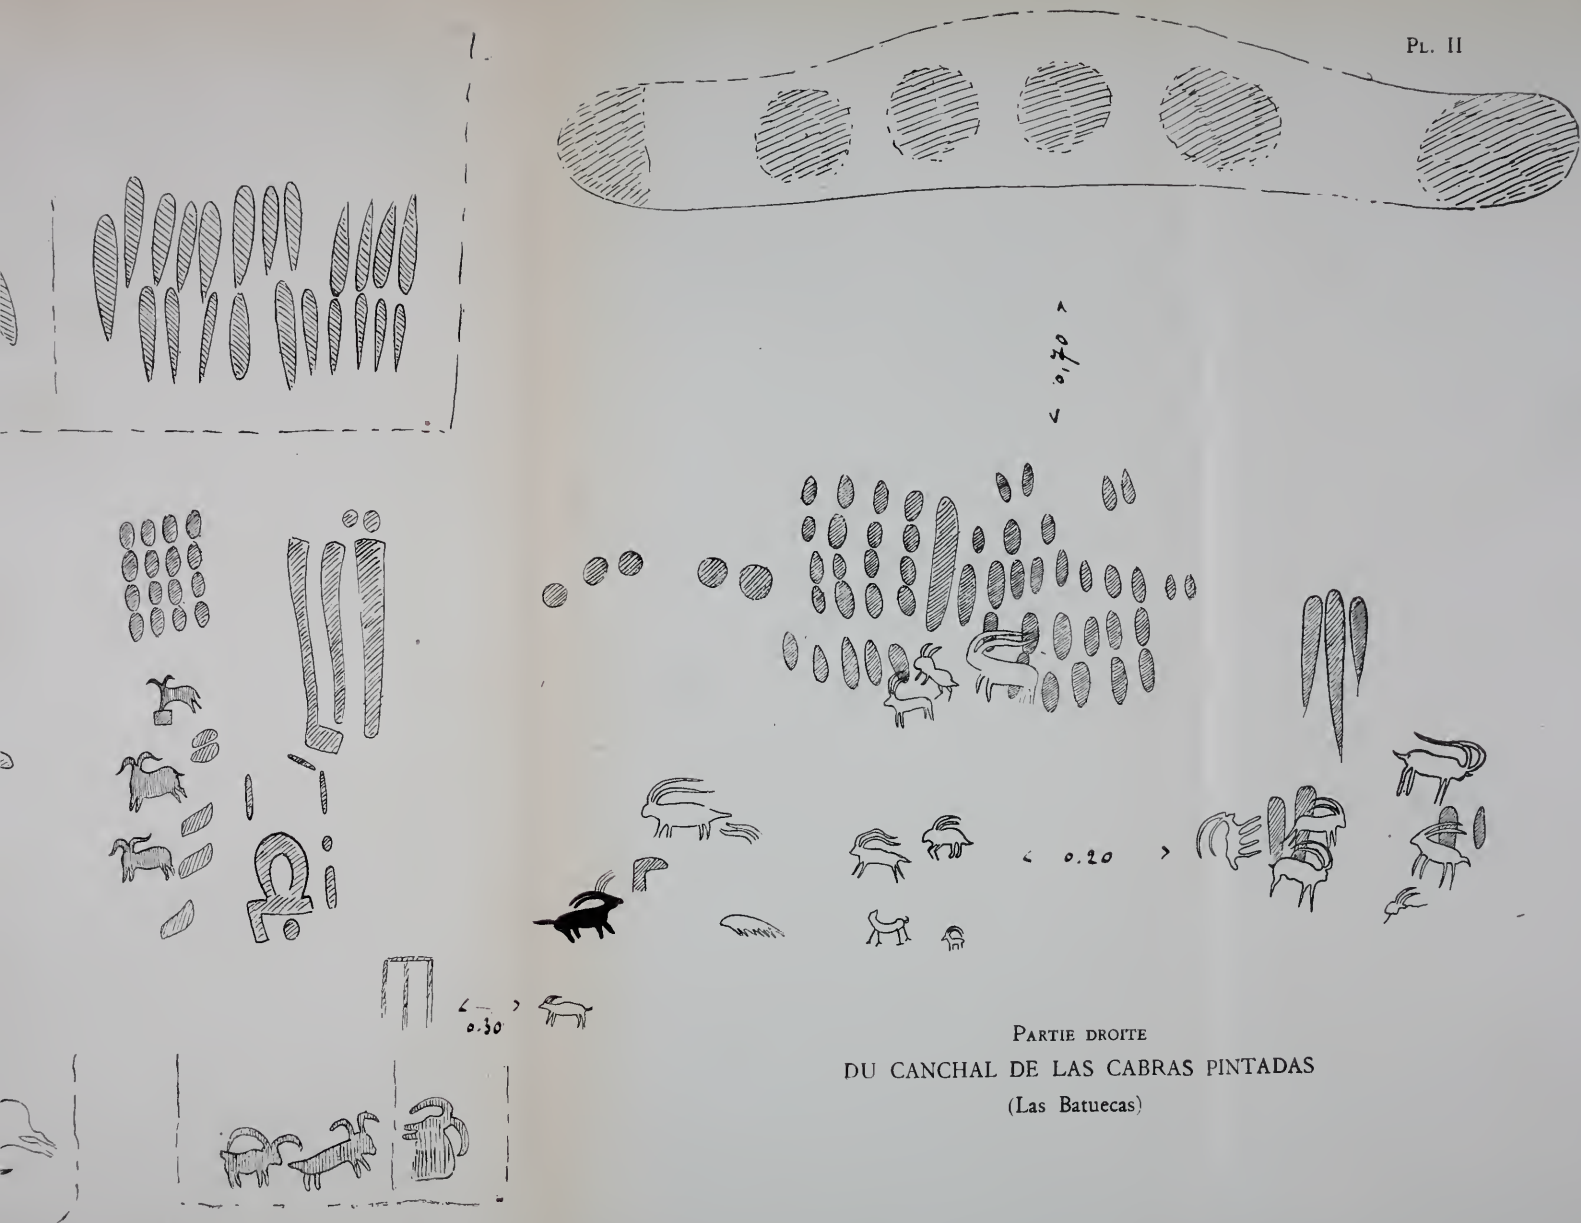 PL. II
< 0,70 >
< 0.20 >
< — >
0.30
PARTIE DROITE
DU CANCHAL DE LAS CABRAS PINTADAS
(Las Batuecas)